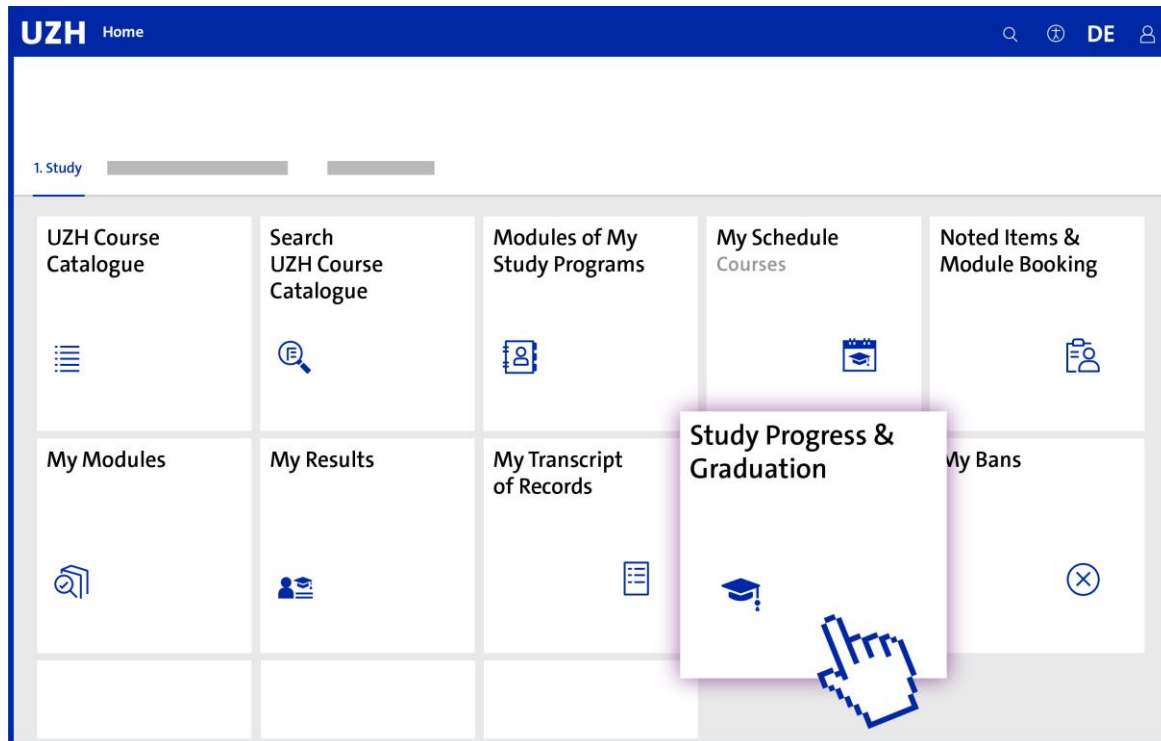 UZH Home DE
1. Study
UZH Course
Catalogue
Search
UZH Course
Catalogue
Modules of My
Study Programs
My Schedule
Courses
Noted Items &
Module Booking
My Modules
My Results
My Transcript
of Records
Study Progress &
Graduation
My Bans